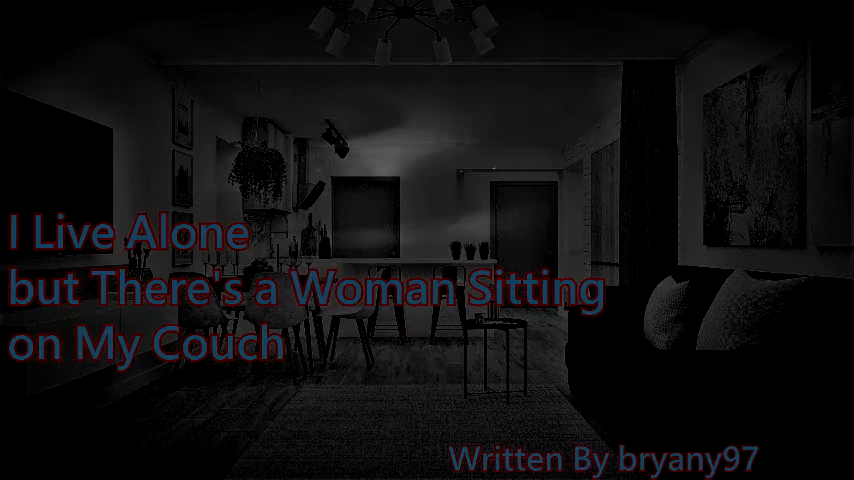 I Live Alone
but There's a Woman Sitting
on My Couch
Written By bryany97